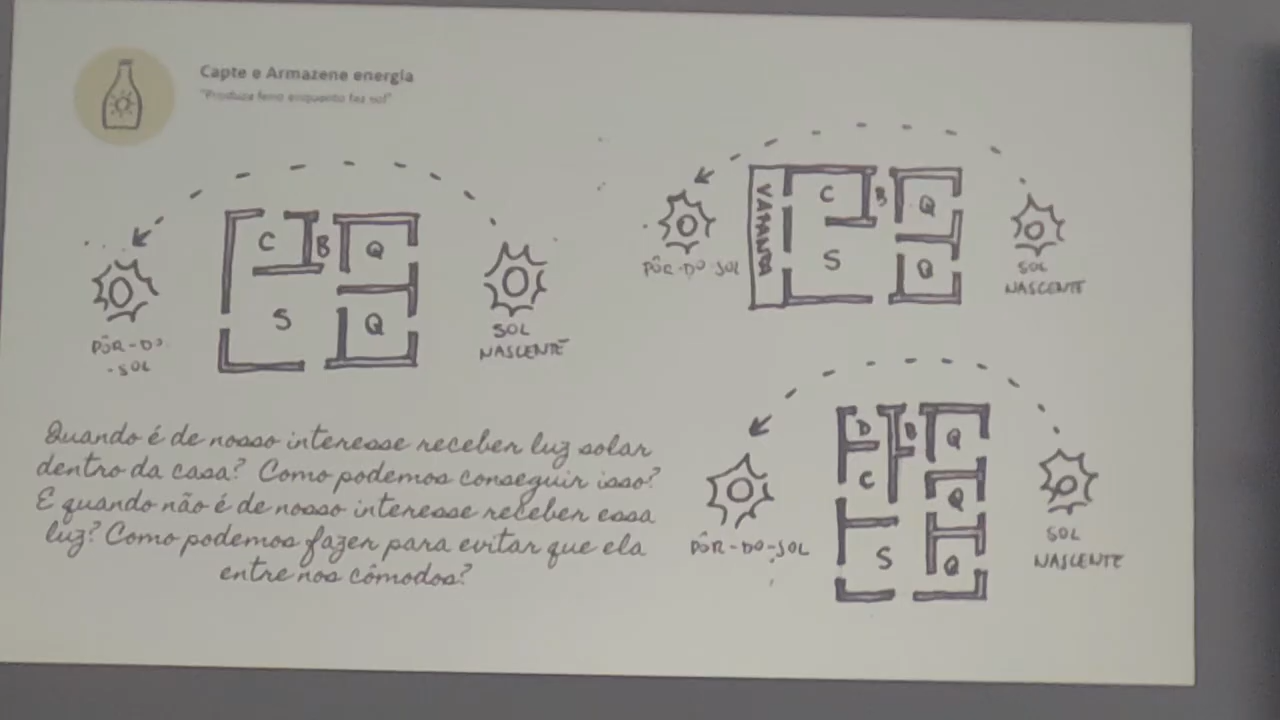 Capte e Armazene energia
"Produza feno enquanto faz sol"
C
B
Q
S
Q
PÔR-DO
-SOL
SOL
NASCENTE
VARANDA
C
B
Q
S
Q
PÔR-DO-SOL
SOL
NASCENTE
D
B
Q
C
Q
S
Q
PÔR-DO-SOL
SOL
NASCENTE
Quando é de nosso interesse receber luz solar
dentro da casa? Como podemos conseguir isso?
E quando não é de nosso interesse receber essa
luz? Como podemos fazer para evitar que ela
entre nos cômodos?